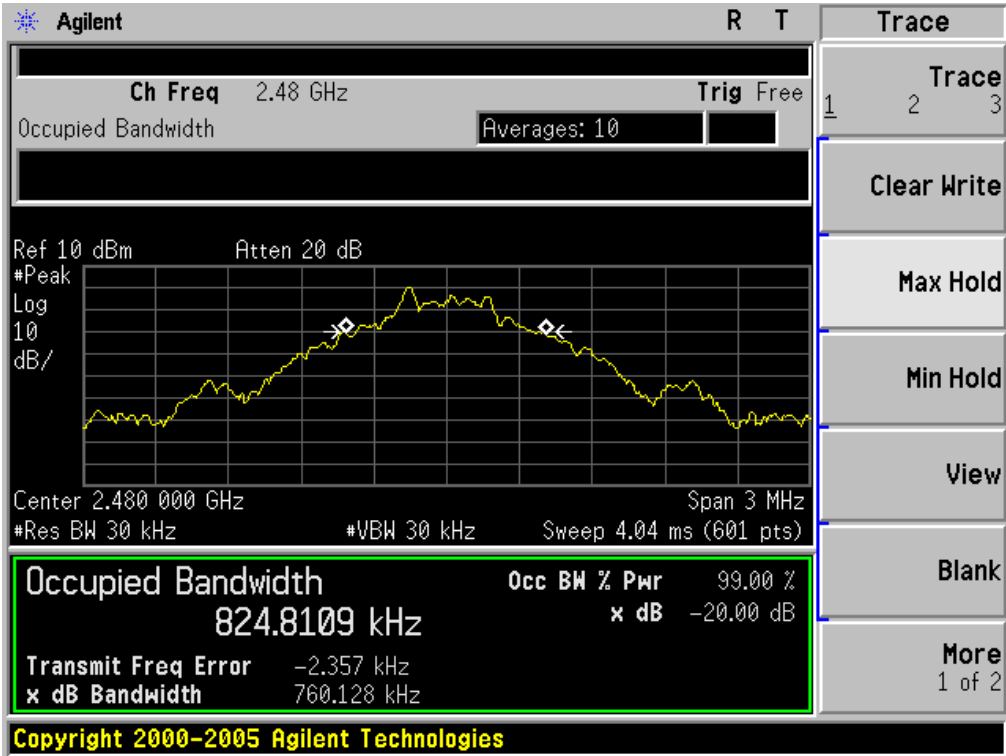 Agilent R T Trace
Ch Freq 2.48 GHz Trig Free
Occupied Bandwidth Averages: 10
Trace
1 2 3
Clear Write
Max Hold
Min Hold
View
Blank
More
1 of 2
Ref 10 dBm Atten 20 dB
#Peak
Log
10
dB/
Center 2.480 000 GHz Span 3 MHz
#Res BW 30 kHz #VBW 30 kHz Sweep 4.04 ms (601 pts)
Occupied Bandwidth Occ BW % Pwr 99.00 %
824.8109 kHz x dB -20.00 dB
Transmit Freq Error -2.357 kHz
x dB Bandwidth 760.128 kHz
Copyright 2000-2005 Agilent Technologies